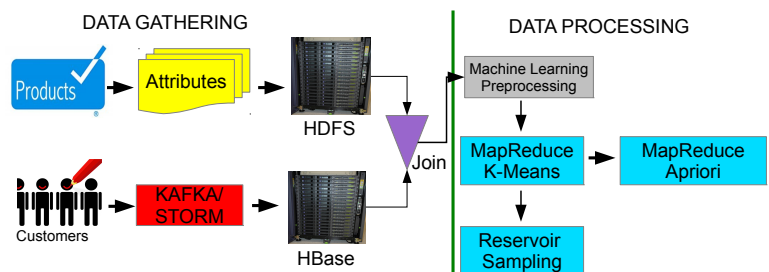 DATA GATHERING
DATA PROCESSING
Products
Attributes
HDFS
Machine Learning
Preprocessing
Join
MapReduce
K-Means
MapReduce
Apriori
Customers
KAFKA/
STORM
HBase
Reservoir
Sampling